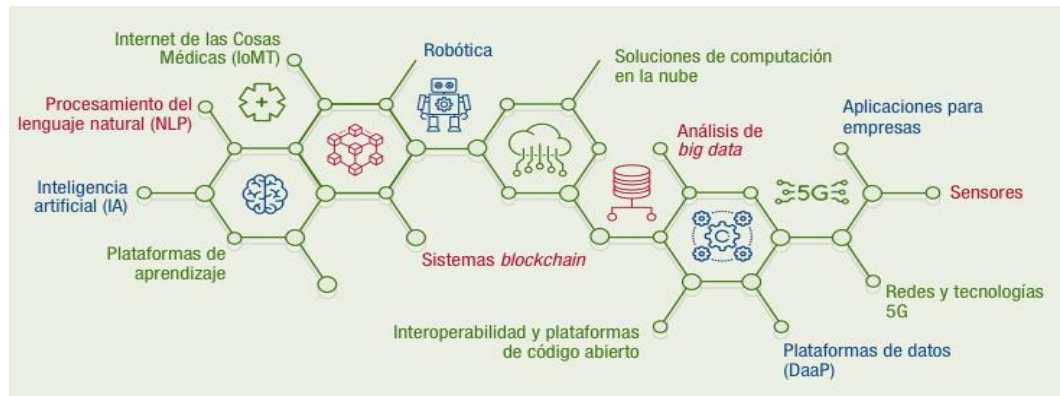 Internet de las Cosas
Médicas (IoMT)
Robótica
Soluciones de computación
en la nube
Procesamiento del
lenguaje natural (NLP)
Aplicaciones para
empresas
Análisis de
big data
Inteligencia
artificial (IA)
5G
Sensores
Plataformas de
aprendizaje
Sistemas blockchain
Redes y tecnologías
5G
Interoperabilidad y plataformas
de código abierto
Plataformas de datos
(DaaP)